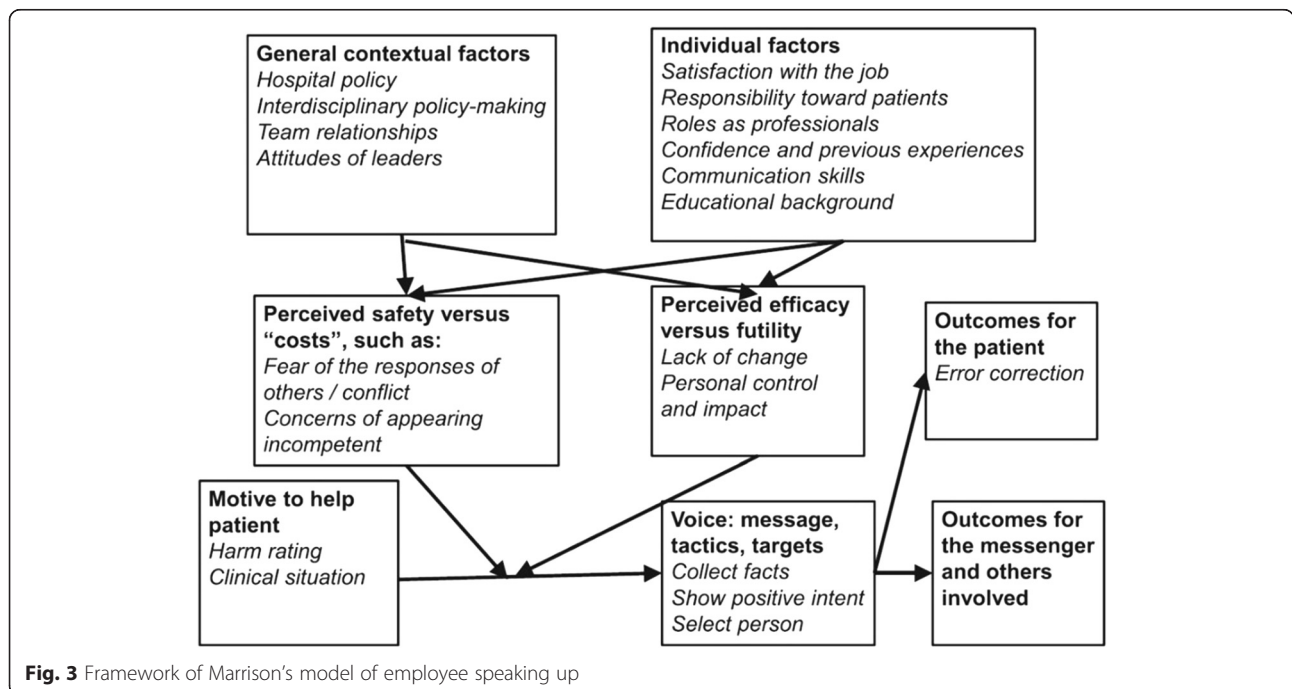 General contextual factors
Hospital policy
Interdisciplinary policy-making
Team relationships
Attitudes of leaders
Individual factors
Satisfaction with the job
Responsibility toward patients
Roles as professionals
Confidence and previous experiences
Communication skills
Educational background
Perceived safety versus
“costs”, such as:
Fear of the responses of
others / conflict
Concerns of appearing
incompetent
Perceived efficacy
versus futility
Lack of change
Personal control
and impact
Outcomes for
the patient
Error correction
Motive to help
patient
Harm rating
Clinical situation
Voice: message,
tactics, targets
Collect facts
Show positive intent
Select person
Outcomes for
the messenger
and others
involved
Fig. 3 Framework of Marrison’s model of employee speaking up